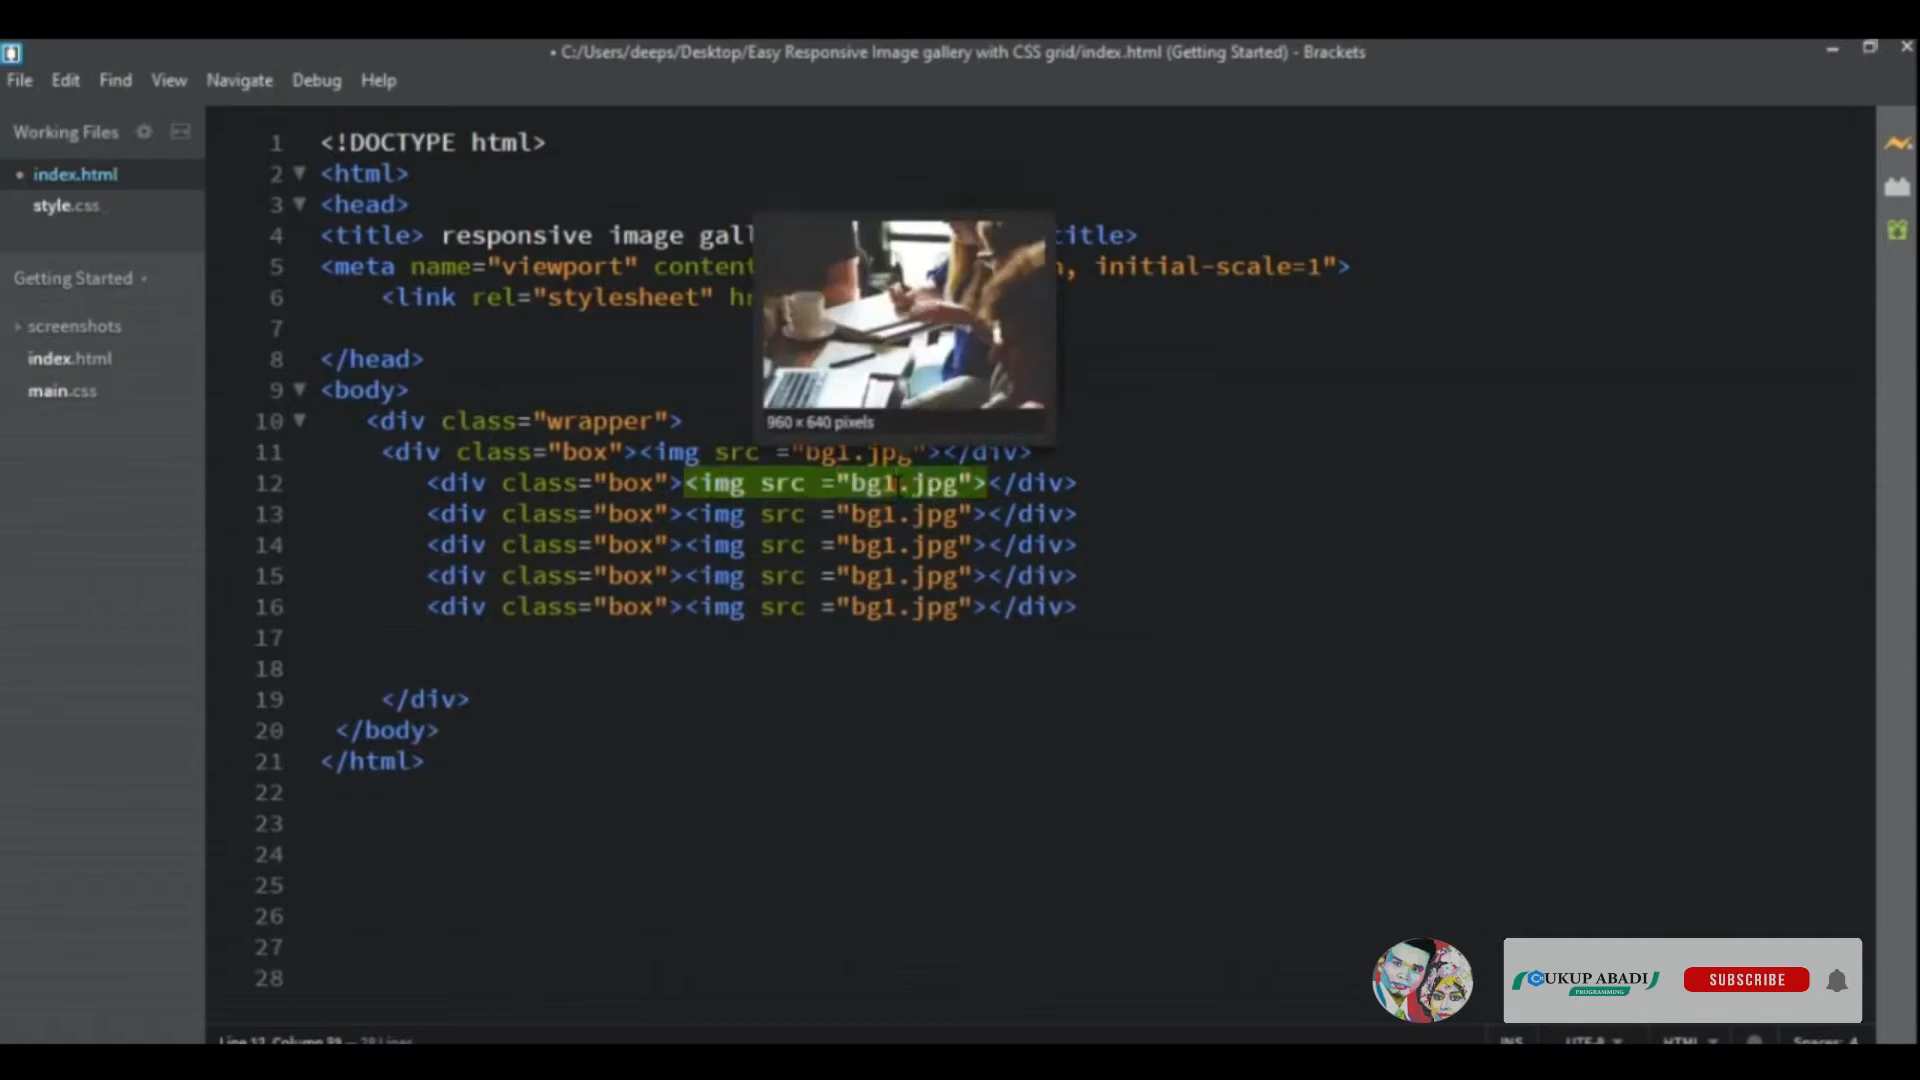 • C:/Users/deeps/Desktop/Easy Responsive Image gallery with CSS grid/index.html (Getting Started) - Brackets
File Edit Find View Navigate Debug Help
Working Files
• index.html
style.css
Getting Started
screenshots
index.html
main.css
1 <!DOCTYPE html>
2 <html>
3 <head>
4 <title> responsive image gall
title>
5 <meta name="viewport" content
, initial-scale=1">
6 <link rel="stylesheet" h
7
8 </head>
9 <body>
10 <div class="wrapper">
960 × 640 pixels
11 <div class="box"><img src ="bg1.jpg"></div>
12 <div class="box"><img src ="bg1.jpg"></div>
13 <div class="box"><img src ="bg1.jpg"></div>
14 <div class="box"><img src ="bg1.jpg"></div>
15 <div class="box"><img src ="bg1.jpg"></div>
16 <div class="box"><img src ="bg1.jpg"></div>
17
18
19 </div>
20 </body>
21 </html>
22
23
24
25
26
27
28
CUKUP ABADI
PROGRAMMING
SUBSCRIBE
INS UTF-8 HTML Spaces: 4